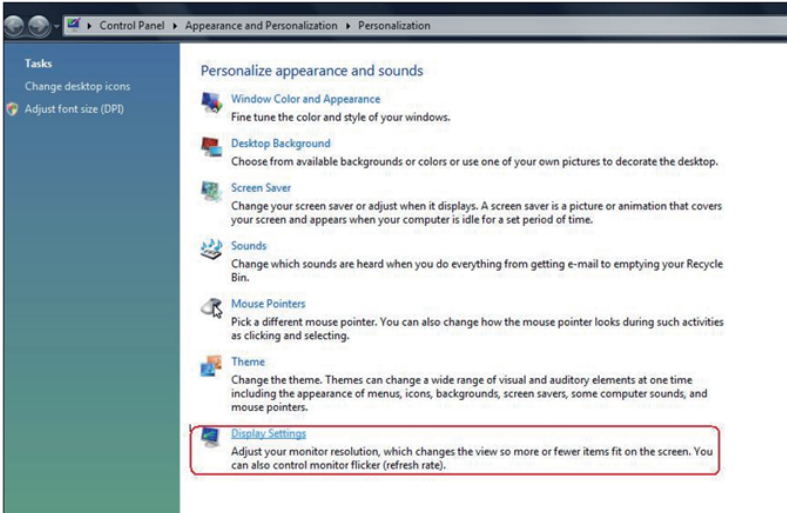 Control Panel ▸ Appearance and Personalization ▸ Personalization
Tasks
Change desktop icons
Adjust font size (DPI)
Personalize appearance and sounds
Window Color and Appearance
Fine tune the color and style of your windows.
Desktop Background
Choose from available backgrounds or colors or use one of your own pictures to decorate the desktop.
Screen Saver
Change your screen saver or adjust when it displays. A screen saver is a picture or animation that covers
your screen and appears when your computer is idle for a set period of time.
Sounds
Change which sounds are heard when you do everything from getting e-mail to emptying your Recycle
Bin.
Mouse Pointers
Pick a different mouse pointer. You can also change how the mouse pointer looks during such activities
as clicking and selecting.
Theme
Change the theme. Themes can change a wide range of visual and auditory elements at one time
including the appearance of menus, icons, backgrounds, screen savers, some computer sounds, and
mouse pointers.
Display Settings
Adjust your monitor resolution, which changes the view so more or fewer items fit on the screen. You
can also control monitor flicker (refresh rate).